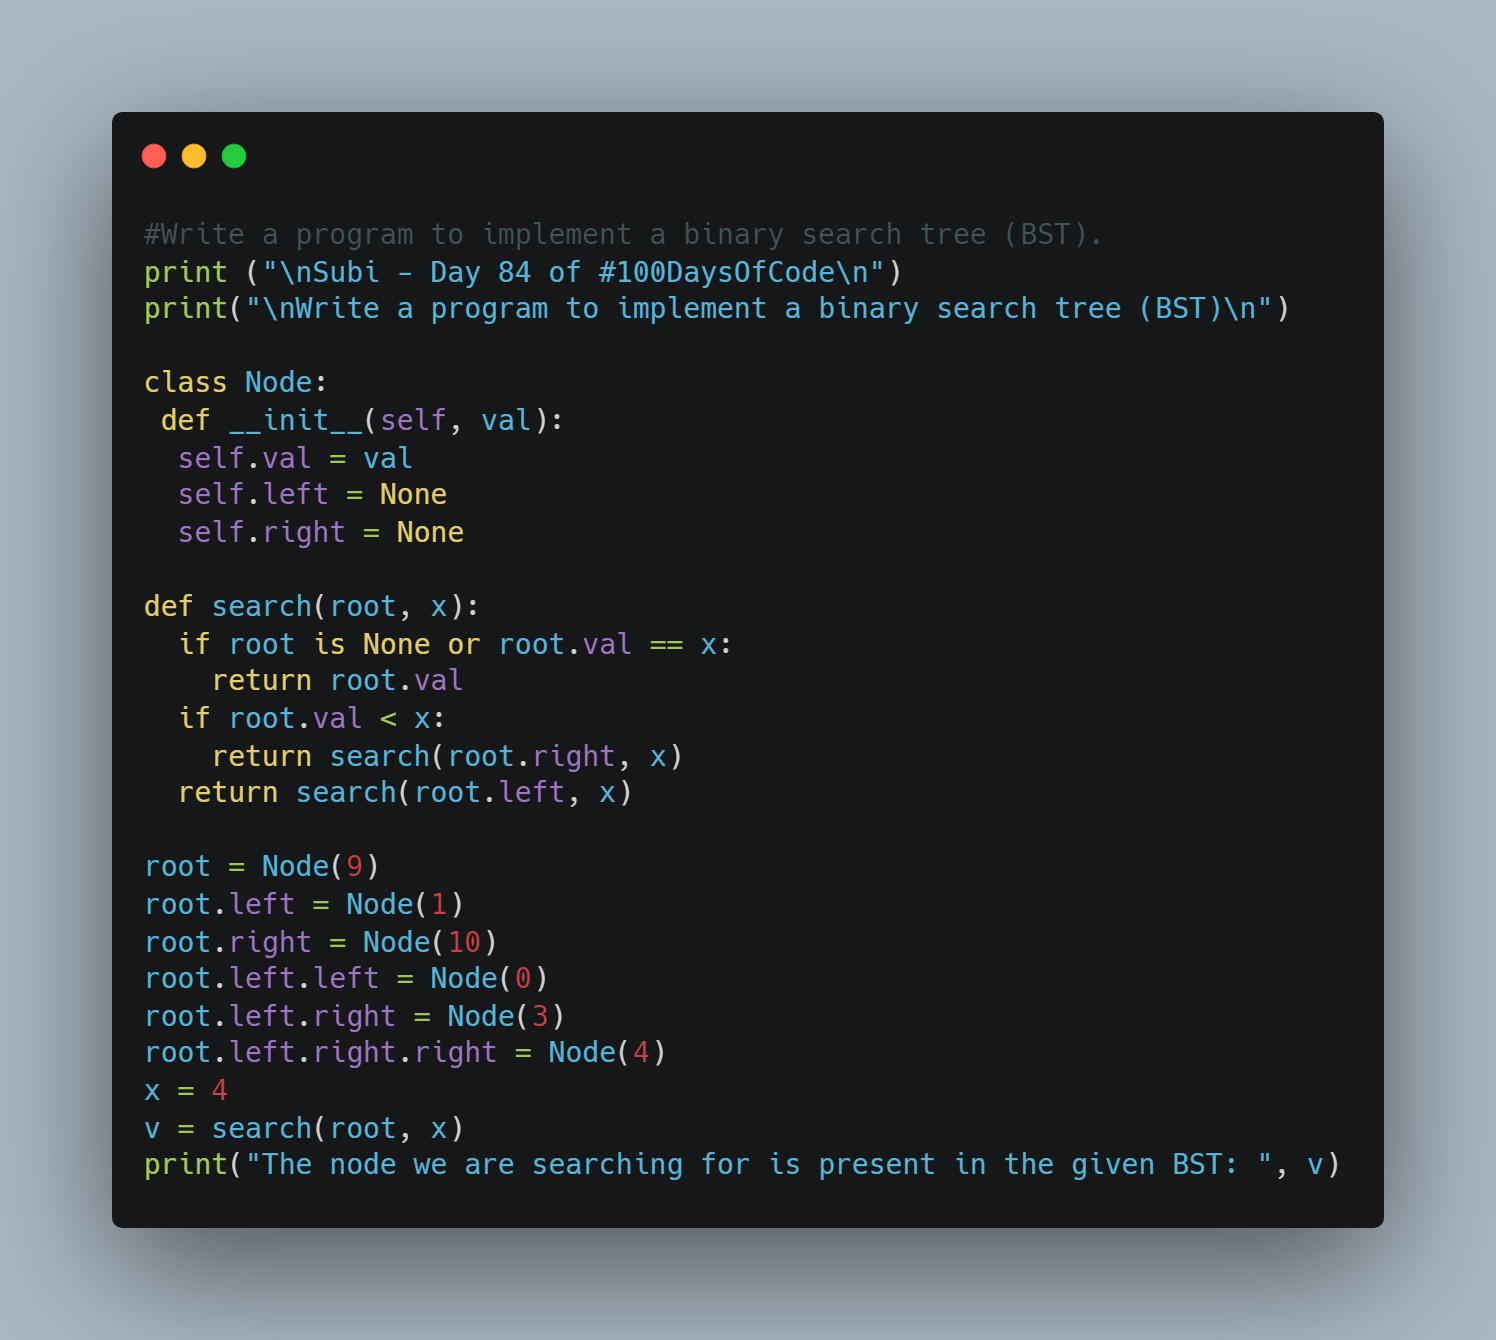 #Write a program to implement a binary search tree (BST).
print ("\nSubi - Day 84 of #100DaysOfCode\n")
print("\nWrite a program to implement a binary search tree (BST)\n")

class Node:
 def __init__(self, val):
  self.val = val
  self.left = None
  self.right = None

def search(root, x):
  if root is None or root.val == x:
    return root.val
  if root.val < x:
    return search(root.right, x)
  return search(root.left, x)

root = Node(9)
root.left = Node(1)
root.right = Node(10)
root.left.left = Node(0)
root.left.right = Node(3)
root.left.right.right = Node(4)
x = 4
v = search(root, x)
print("The node we are searching for is present in the given BST: ", v)